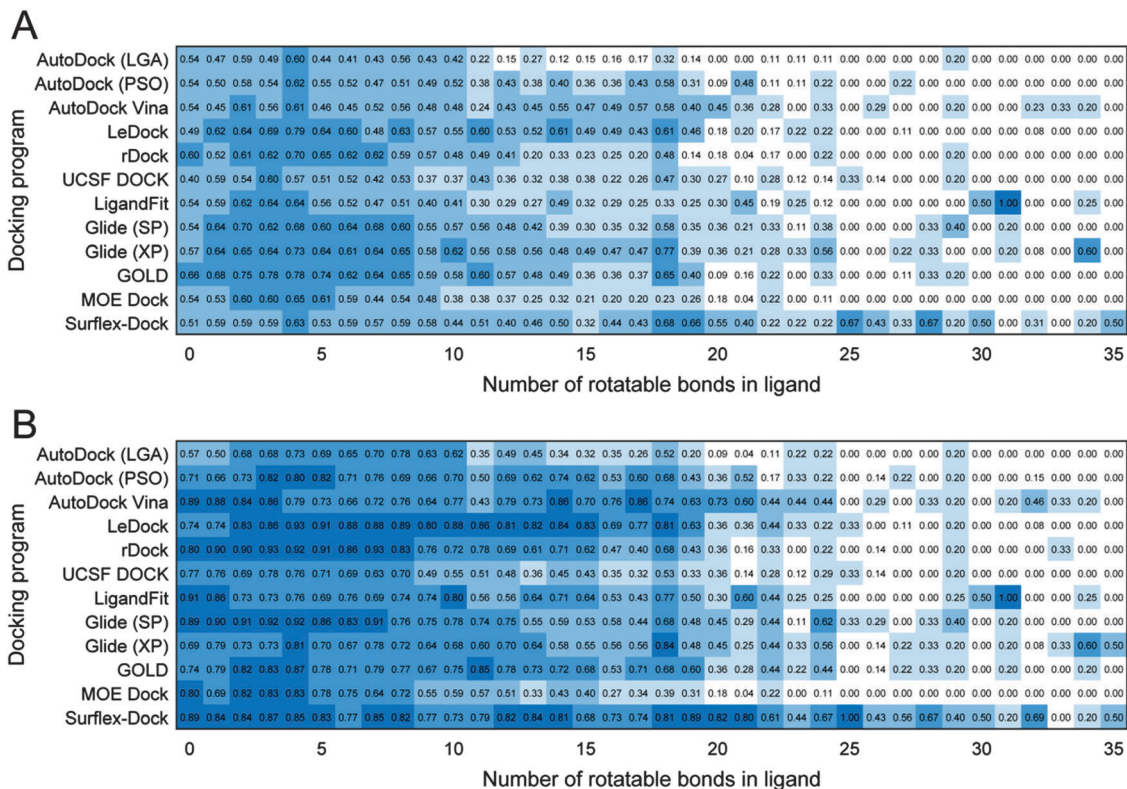 A
Docking program
AutoDock (LGA) 0.54 0.47 0.59 0.49 0.60 0.44 0.41 0.43 0.56 0.43 0.42 0.22 0.15 0.27 0.12 0.15 0.16 0.17 0.32 0.14 0.00 0.00 0.11 0.11 0.11 0.00 0.00 0.00 0.00 0.20 0.00 0.00 0.00 0.00 0.00 0.00
AutoDock (PSO) 0.54 0.50 0.58 0.54 0.62 0.55 0.52 0.47 0.51 0.49 0.52 0.38 0.43 0.38 0.40 0.36 0.37 0.43 0.58 0.31 0.09 0.48 0.11 0.11 0.22 0.00 0.00 0.22 0.00 0.00 0.00 0.00 0.00 0.00 0.00 0.00
AutoDock Vina 0.54 0.45 0.61 0.56 0.61 0.46 0.45 0.52 0.56 0.48 0.48 0.24 0.43 0.45 0.55 0.47 0.49 0.57 0.58 0.40 0.45 0.36 0.28 0.00 0.33 0.00 0.29 0.00 0.00 0.20 0.00 0.00 0.23 0.33 0.20 0.00
LeDock 0.49 0.62 0.64 0.69 0.79 0.64 0.60 0.48 0.63 0.57 0.55 0.60 0.53 0.52 0.61 0.49 0.49 0.43 0.61 0.46 0.18 0.20 0.17 0.22 0.22 0.00 0.00 0.11 0.00 0.00 0.00 0.00 0.08 0.00 0.00 0.00
rDock 0.60 0.52 0.61 0.62 0.70 0.65 0.62 0.62 0.59 0.57 0.48 0.49 0.41 0.20 0.33 0.23 0.25 0.20 0.48 0.14 0.18 0.04 0.17 0.00 0.22 0.00 0.00 0.00 0.00 0.20 0.00 0.00 0.00 0.00 0.00 0.00
UCSF DOCK 0.40 0.59 0.54 0.60 0.57 0.51 0.52 0.42 0.53 0.37 0.37 0.43 0.36 0.32 0.38 0.38 0.22 0.26 0.47 0.20 0.30 0.27 0.10 0.28 0.12 0.14 0.25 0.33 0.14 0.00 0.00 0.00 0.20 0.00 0.00 0.00 0.00 0.00
LigandFit 0.54 0.59 0.62 0.64 0.64 0.56 0.52 0.47 0.51 0.40 0.41 0.30 0.29 0.27 0.49 0.33 0.29 0.25 0.33 0.28 0.21 0.45 0.19 0.25 0.12 0.00 0.00 0.00 0.00 0.00 0.50 1.00 0.00 0.00 0.25 0.00
Glide (SP) 0.54 0.64 0.70 0.62 0.68 0.60 0.64 0.68 0.60 0.55 0.57 0.56 0.48 0.42 0.39 0.30 0.35 0.32 0.58 0.35 0.36 0.21 0.33 0.11 0.38 0.00 0.00 0.00 0.33 0.40 0.00 0.20 0.00 0.00 0.00 0.00
Glide (XP) 0.57 0.64 0.65 0.64 0.73 0.64 0.61 0.64 0.65 0.56 0.62 0.56 0.58 0.56 0.48 0.49 0.47 0.47 0.77 0.39 0.36 0.21 0.28 0.33 0.56 0.00 0.00 0.22 0.33 0.00 0.00 0.20 0.08 0.00 0.60 0.00
GOLD 0.66 0.68 0.75 0.78 0.78 0.74 0.62 0.64 0.65 0.57 0.58 0.60 0.57 0.48 0.49 0.36 0.36 0.37 0.65 0.40 0.09 0.16 0.22 0.00 0.33 0.00 0.00 0.11 0.33 0.20 0.00 0.00 0.00 0.00 0.00 0.00
MOE Dock 0.54 0.53 0.60 0.60 0.65 0.61 0.59 0.44 0.54 0.48 0.38 0.38 0.37 0.25 0.32 0.21 0.20 0.20 0.23 0.26 0.18 0.04 0.22 0.00 0.11 0.00 0.00 0.00 0.00 0.00 0.00 0.00 0.00 0.00 0.00 0.00
Surflex-Dock 0.51 0.59 0.59 0.59 0.63 0.53 0.59 0.57 0.59 0.58 0.44 0.51 0.40 0.46 0.50 0.32 0.44 0.43 0.68 0.66 0.55 0.40 0.22 0.22 0.22 0.67 0.43 0.33 0.67 0.20 0.50 0.00 0.31 0.00 0.20 0.50
0 5 10 15 20 25 30 35
Number of rotatable bonds in ligand
B
Docking program
AutoDock (LGA) 0.57 0.50 0.68 0.68 0.73 0.69 0.65 0.70 0.78 0.63 0.62 0.35 0.49 0.45 0.34 0.32 0.35 0.26 0.52 0.20 0.09 0.04 0.11 0.22 0.22 0.00 0.00 0.00 0.00 0.20 0.00 0.00 0.00 0.00 0.00 0.00
AutoDock (PSO) 0.71 0.66 0.73 0.82 0.80 0.82 0.71 0.76 0.69 0.66 0.70 0.50 0.69 0.62 0.74 0.62 0.53 0.69 0.68 0.43 0.36 0.52 0.17 0.33 0.22 0.00 0.14 0.22 0.00 0.20 0.00 0.00 0.15 0.00 0.00 0.00
AutoDock Vina 0.89 0.88 0.84 0.86 0.79 0.73 0.66 0.72 0.76 0.64 0.77 0.43 0.79 0.73 0.86 0.70 0.76 0.86 0.74 0.63 0.73 0.60 0.44 0.44 0.44 0.00 0.29 0.00 0.33 0.20 0.00 0.20 0.46 0.33 0.20 0.00
LeDock 0.74 0.74 0.83 0.86 0.93 0.91 0.88 0.88 0.89 0.80 0.88 0.86 0.81 0.82 0.84 0.83 0.69 0.77 0.81 0.63 0.36 0.36 0.44 0.33 0.22 0.33 0.00 0.11 0.00 0.20 0.00 0.00 0.08 0.00 0.00 0.00
rDock 0.80 0.90 0.90 0.93 0.92 0.91 0.86 0.93 0.83 0.76 0.72 0.78 0.69 0.61 0.71 0.62 0.47 0.40 0.68 0.43 0.36 0.16 0.33 0.00 0.22 0.00 0.14 0.00 0.00 0.20 0.00 0.00 0.00 0.33 0.00 0.00
UCSF DOCK 0.77 0.76 0.69 0.78 0.76 0.71 0.69 0.63 0.70 0.49 0.55 0.51 0.48 0.36 0.45 0.43 0.35 0.32 0.53 0.33 0.36 0.14 0.28 0.12 0.29 0.33 0.14 0.00 0.00 0.20 0.00 0.00 0.00 0.00 0.00 0.00
LigandFit 0.91 0.86 0.73 0.73 0.76 0.69 0.76 0.74 0.77 0.74 0.80 0.56 0.56 0.64 0.71 0.64 0.53 0.43 0.77 0.50 0.20 0.60 0.44 0.25 0.25 0.00 0.00 0.00 0.00 0.25 0.50 1.00 0.00 0.00 0.25 0.00
Glide (SP) 0.89 0.90 0.91 0.92 0.92 0.86 0.83 0.91 0.76 0.75 0.78 0.74 0.75 0.55 0.59 0.53 0.58 0.44 0.68 0.48 0.45 0.29 0.44 0.11 0.62 0.33 0.29 0.00 0.33 0.40 0.00 0.20 0.00 0.00 0.00 0.00
Glide (XP) 0.69 0.79 0.73 0.73 0.81 0.70 0.67 0.68 0.76 0.64 0.68 0.60 0.70 0.64 0.58 0.55 0.55 0.56 0.84 0.48 0.45 0.25 0.44 0.33 0.56 0.00 0.14 0.22 0.33 0.20 0.00 0.20 0.08 0.33 0.60 0.50
GOLD 0.74 0.79 0.82 0.83 0.87 0.78 0.71 0.79 0.77 0.67 0.75 0.85 0.78 0.73 0.72 0.68 0.53 0.71 0.68 0.60 0.36 0.28 0.44 0.22 0.44 0.00 0.14 0.22 0.33 0.20 0.00 0.20 0.00 0.00 0.00 0.00
MOE Dock 0.80 0.69 0.82 0.83 0.83 0.78 0.75 0.64 0.72 0.55 0.59 0.57 0.51 0.33 0.43 0.40 0.27 0.34 0.39 0.31 0.18 0.04 0.22 0.00 0.11 0.00 0.00 0.00 0.00 0.00 0.00 0.00 0.00 0.00 0.00 0.00
Surflex-Dock 0.89 0.84 0.84 0.87 0.85 0.83 0.77 0.85 0.82 0.77 0.73 0.79 0.82 0.84 0.81 0.68 0.73 0.74 0.81 0.89 0.82 0.80 0.61 0.44 0.67 1.00 0.43 0.56 0.67 0.40 0.50 0.20 0.69 0.00 0.20 0.50
0 5 10 15 20 25 30 35
Number of rotatable bonds in ligand